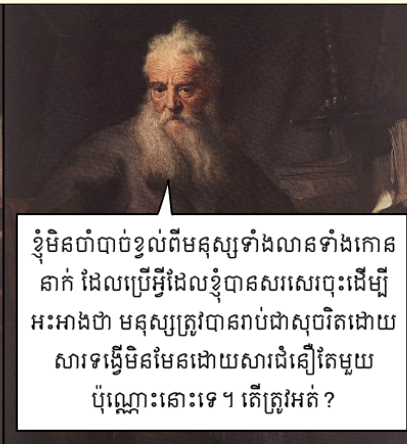 ខ្ញុំមិនចាំបាច់ខ្វល់ពីមនុស្សទាំងលានទាំងកោន
នាក់ ដែលប្រើអ្វីដែលខ្ញុំបានសរសេរចុះដើម្បី
អះអាងថា មនុស្សត្រូវបានរាប់ជាសុចរិតដោយ
សារទង្វើមិនមែនដោយសារជំនឿតែមួយ
ប៉ុណ្ណោះនោះទេ។ តើត្រូវអត់?